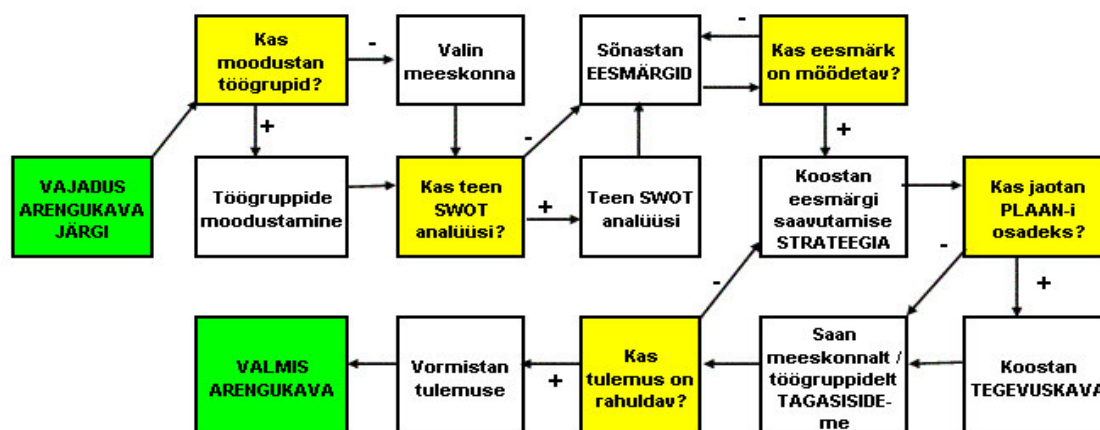 Kas
moodustan
töögrupid?
-
Valin
meeskonna
Sõnastan
EESMÄRGID
-
Kas eesmärk
on mõõdetav?
+
-
+
VAJADUS
ARENGUKAVA
JÄRGI
Töögruppide
moodustamine
Kas teen
SWOT
analüüsi?
+
Teen SWOT
analüüsi
Koostan
eesmärgi
saavutamise
STRATEEGIA
Kas jaotan
PLAAN-i
osadeks?
-
-
+
VALMIS
ARENGUKAVA
Vormistan
tulemuse
+
Kas
tulemus on
rahuldav?
Saan
meeskonnalt /
töögruppidelt
TAGASISIDE-
me
Koostan
TEGEVUSKAVA